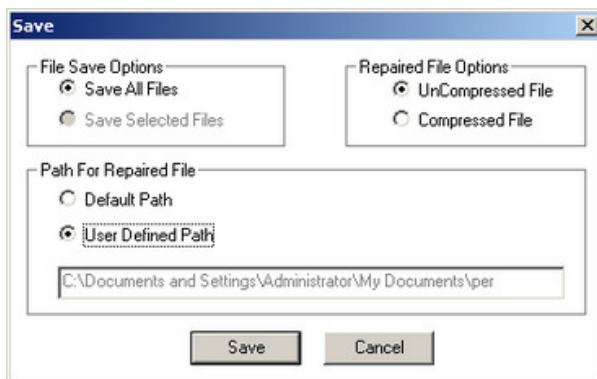 Save
File Save Options
Save All Files
Save Selected Files
Repaired File Options
UnCompressed File
Compressed File
Path For Repaired File
Default Path
User Defined Path
C:\Documents and Settings\Administrator\My Documents\per
Save
Cancel